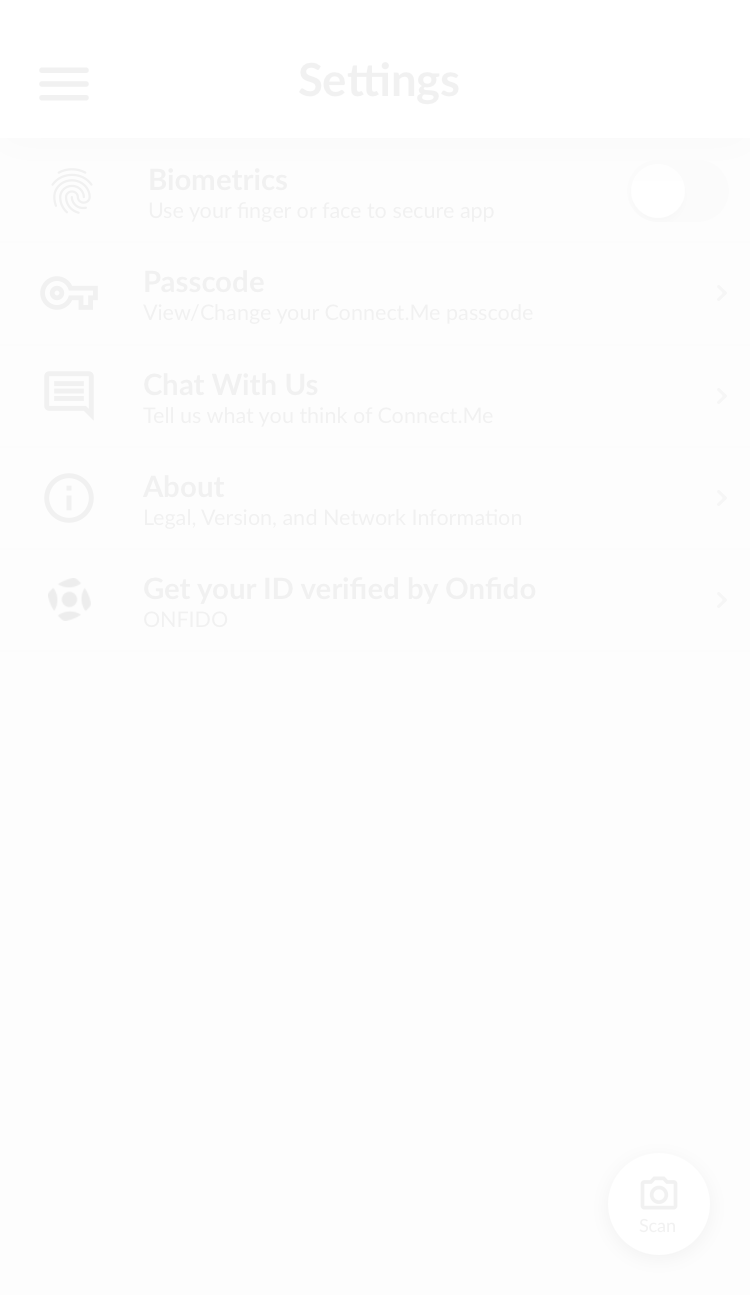 Settings
Biometrics
Use your finger or face to secure app
Passcode
View/Change your Connect.Me passcode
Chat With Us
Tell us what you think of Connect.Me
About
Legal, Version, and Network Information
Get your ID verified by Onfido
ONFIDO
Scan